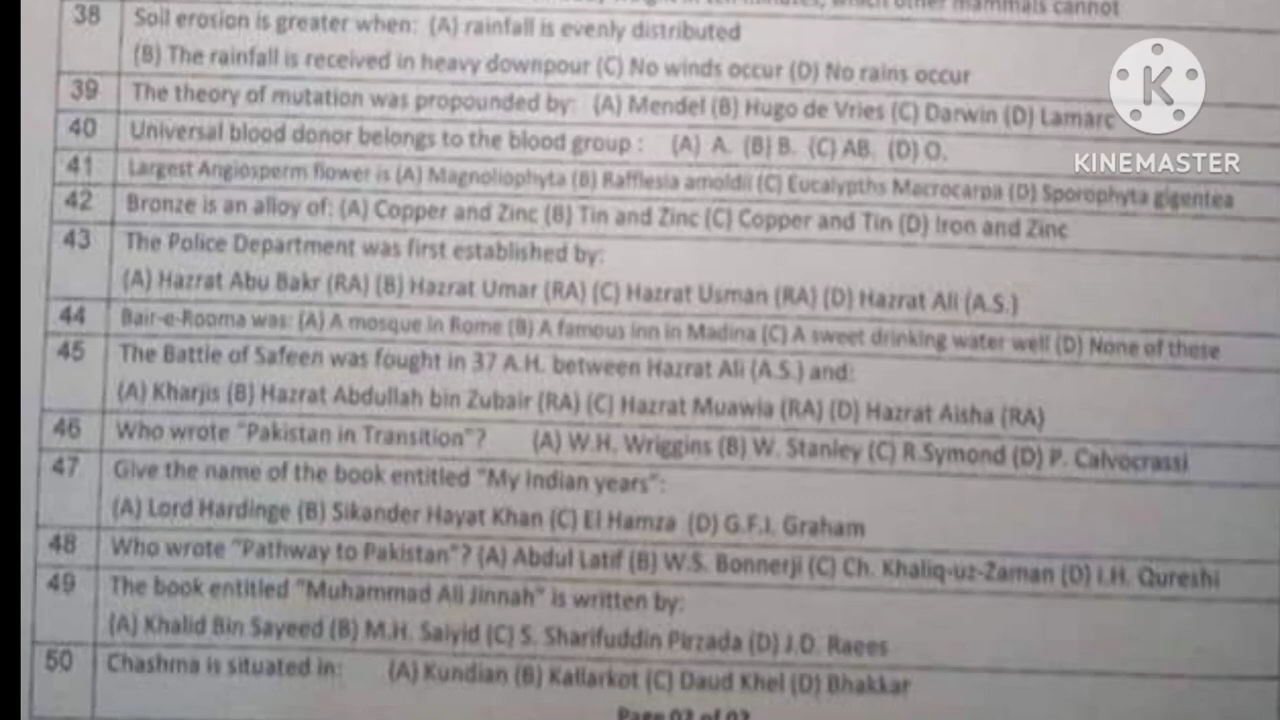 which other mammals cannot
38 Soil erosion is greater when: (A) rainfall is evenly distributed
(B) The rainfall is received in heavy downpour (C) No winds occur (D) No rains occur
39 The theory of mutation was propounded by: (A) Mendel (B) Hugo de Vries (C) Darwin (D) Lamarc
40 Universal blood donor belongs to the blood group : (A) A. (B) B. (C) AB. (D) O.
41 Largest Angiosperm flower is (A) Magnoliophyta (B) Rafflesia arnoldii (C) Eucalypths Macrocarpa (D) Sporophyta gigentea
42 Bronze is an alloy of: (A) Copper and Zinc (B) Tin and Zinc (C) Copper and Tin (D) Iron and Zinc
43 The Police Department was first established by:
(A) Hazrat Abu Bakr (RA) (B) Hazrat Umar (RA) (C) Hazrat Usman (RA) (D) Hazrat Ali (A.S.)
44 Bair-e-Rooma was: (A) A mosque in Rome (B) A famous inn in Madina (C) A sweet drinking water well (D) None of these
45 The Battle of Safeen was fought in 37 A.H. between Hazrat Ali (A.S.) and:
(A) Kharjis (B) Hazrat Abdullah bin Zubair (RA) (C) Hazrat Muawia (RA) (D) Hazrat Aisha (RA)
46 Who wrote "Pakistan in Transition"? (A) W.H. Wriggins (B) W. Stanley (C) R.Symond (D) P. Calvocrassi
47 Give the name of the book entitled "My Indian years":
(A) Lord Hardinge (B) Sikander Hayat Khan (C) El Hamza (D) G.F.I. Graham
48 Who wrote "Pathway to Pakistan"? (A) Abdul Latif (B) W.S. Bonnerji (C) Ch. Khaliq-uz-Zaman (D) I.H. Qureshi
49 The book entitled "Muhammad Ali Jinnah" is written by:
(A) Khalid Bin Sayeed (B) M.H. Saiyid (C) S. Sharifuddin Pirzada (D) J.D. Raees
50 Chashma is situated in: (A) Kundian (B) Kallarkot (C) Daud Khel (D) Bhakkar
Page 02 of 02
K
KINEMASTER